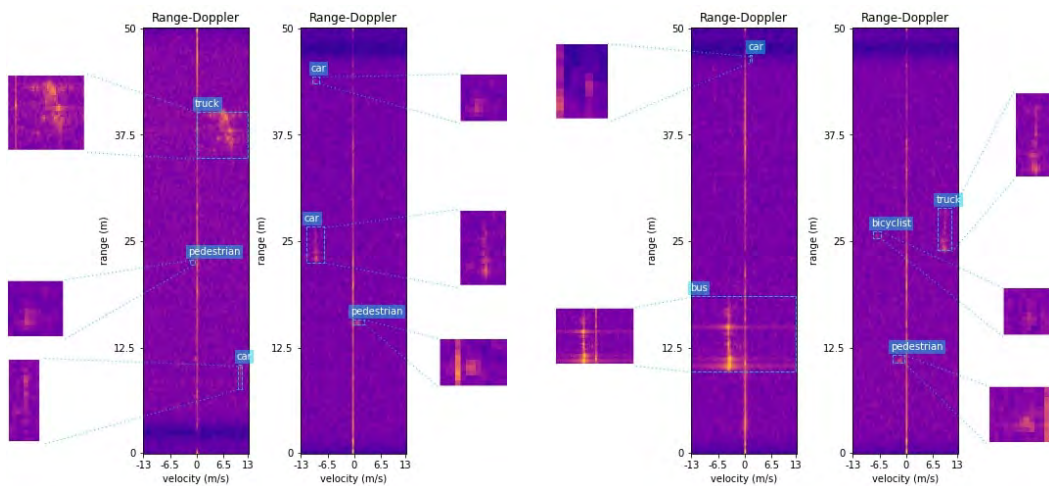 Range-Doppler
50
37.5
25
12.5
0
range (m)
truck
pedestrian
car
-13
-6.5
0
6.5
13
velocity (m/s)
Range-Doppler
50
37.5
25
12.5
0
range (m)
car
car
pedestrian
-13
-6.5
0
6.5
13
velocity (m/s)
Range-Doppler
50
37.5
25
12.5
0
range (m)
car
bus
-13
-6.5
0
6.5
13
velocity (m/s)
Range-Doppler
50
37.5
25
12.5
0
range (m)
truck
bicyclist
pedestrian
-13
-6.5
0
6.5
13
velocity (m/s)